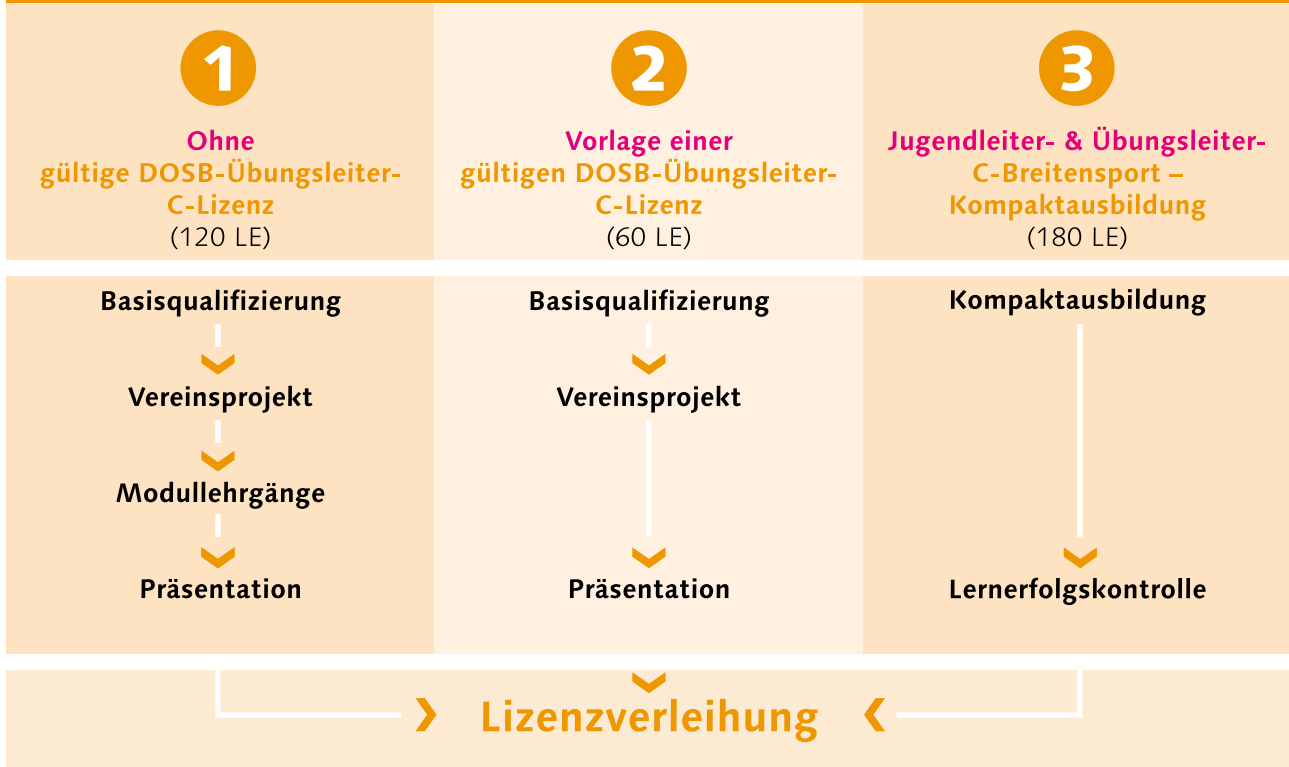 1
Ohne
gültige DOSB-Übungsleiter-
C-Lizenz
(120 LE)
Basisqualifizierung
Vereinsprojekt
Modullehrgänge
Präsentation
2
Vorlage einer
gültigen DOSB-Übungsleiter-
C-Lizenz
(60 LE)
Basisqualifizierung
Vereinsprojekt
Präsentation
3
Jugendleiter- & Übungsleiter-
C-Breitensport –
Kompaktausbildung
(180 LE)
Kompaktausbildung
Lernerfolgskontrolle
Lizenzverleihung